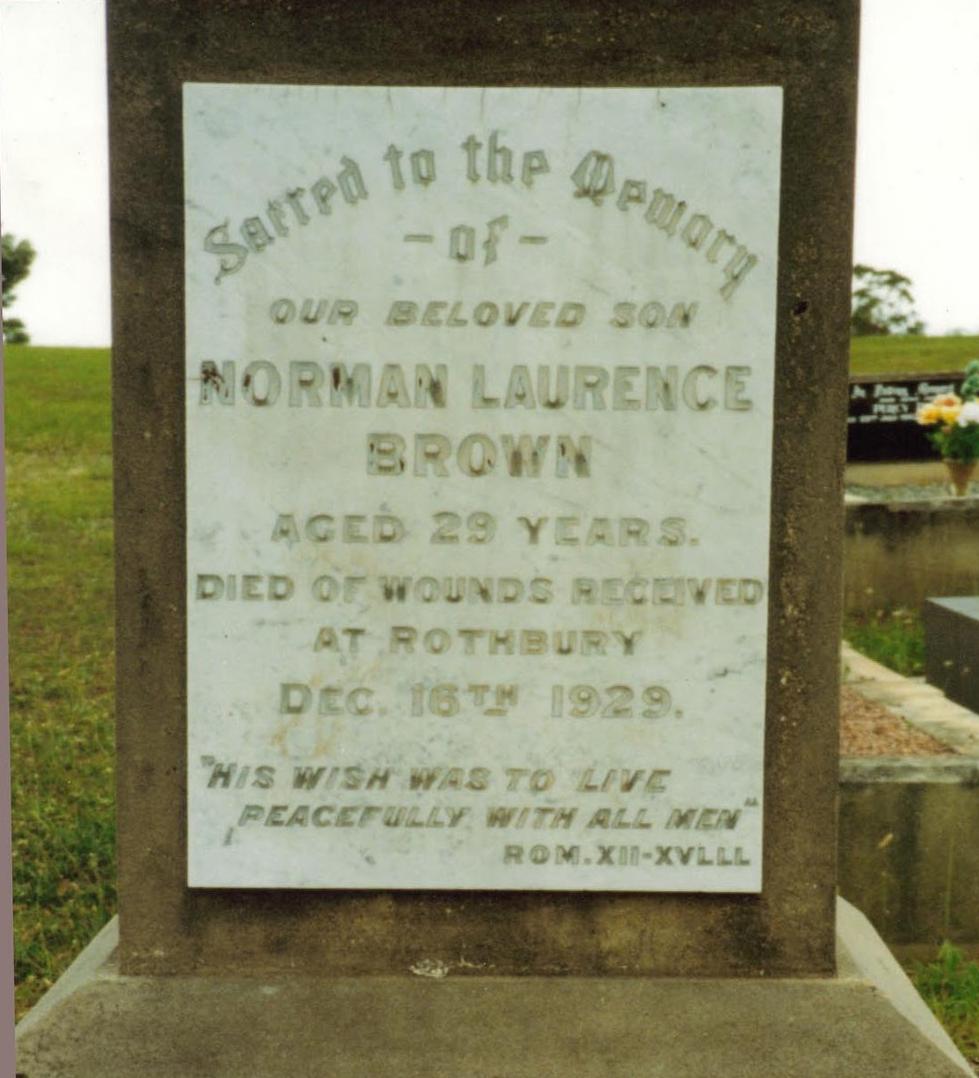 Sacred to the Memory
- of -
OUR BELOVED SON
NORMAN LAURENCE
BROWN
AGED 29 YEARS.
DIED OF WOUNDS RECEIVED
AT ROTHBURY
DEC. 16TH 1929.
"HIS WISH WAS TO LIVE
PEACEFULLY WITH ALL MEN"
ROM. XII-XVLLL
PERCY